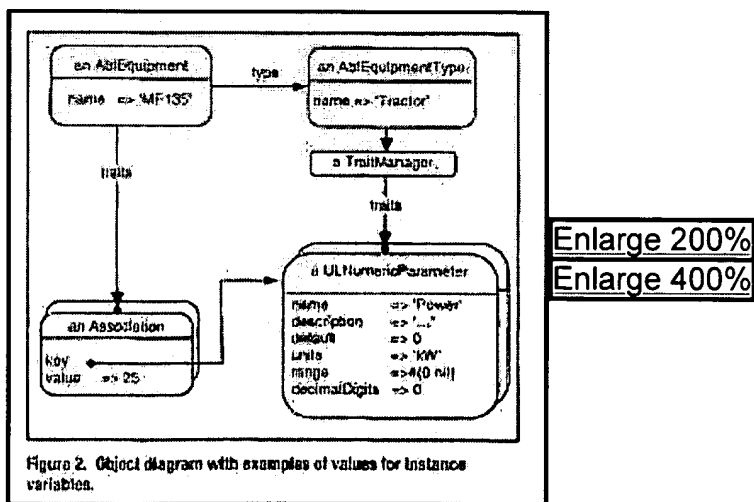 an AblEquipment
name => 'MF135'
type
an AblEquipmentType
name => 'Tractor'
a TraitManager
traits
traits
a ULNumericParameter
name => 'Power'
description => '...'
default => 0
units => 'kW'
range => #(0 nil)
decimalDigits => 0
an Association
key
value => 25
Enlarge 200%
Enlarge 400%
Figure 2. Object diagram with examples of values for instance
variables.